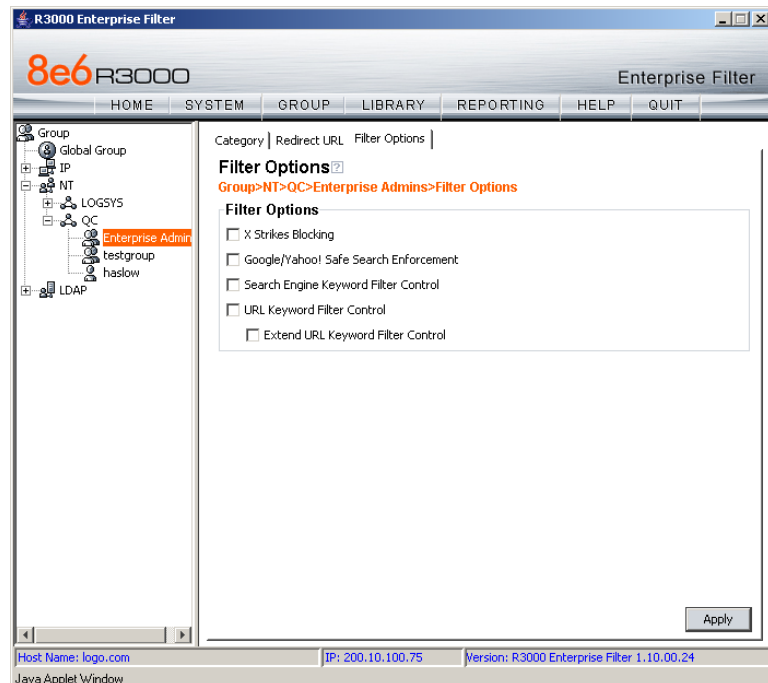 R3000 Enterprise Filter
8e6 R3000
Enterprise Filter
HOME SYSTEM GROUP LIBRARY REPORTING HELP QUIT
Group
Global Group
IP
NT
LOGSYS
QC
Enterprise Admin
testgroup
haslow
LDAP
Category Redirect URL Filter Options
Filter Options ?
Group>NT>QC>Enterprise Admins>Filter Options
Filter Options
X Strikes Blocking
Google/Yahoo! Safe Search Enforcement
Search Engine Keyword Filter Control
URL Keyword Filter Control
Extend URL Keyword Filter Control
Apply
Host Name: logo.com IP: 200.10.100.75 Version: R3000 Enterprise Filter 1.10.00.24
Java Applet Window